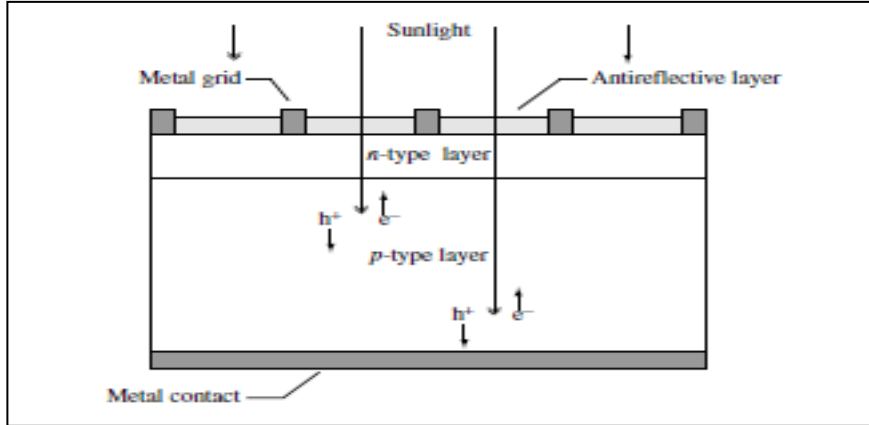 Sunlight
Metal grid
Antireflective layer
n-type layer
h⁺ e⁻
p-type layer
h⁺ e⁻
Metal contact